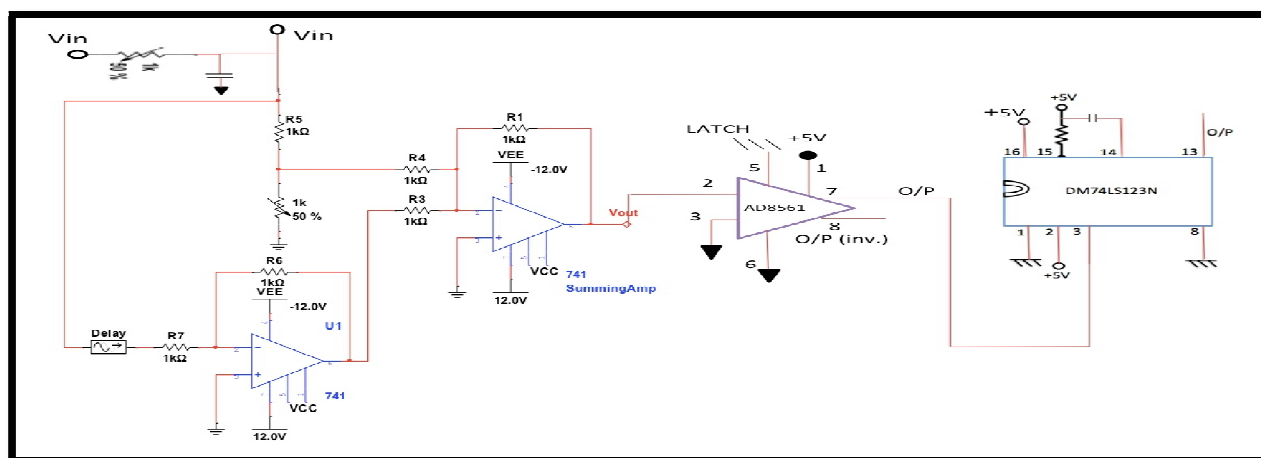 Vin
Vin
1k
50 %
R5
1kΩ
R1
1kΩ
LATCH
+5V
+5V
+5V
O/P
R4
1kΩ
VEE
-12.0V
5
1
16
15
14
13
1k
50 %
R3
1kΩ
2
7
O/P
DM74LS123N
Vout
AD8561
3
8
O/P (inv.)
R6
1kΩ
VCC
741
SummingAmp
6
1
2
3
8
+5V
VEE
-12.0V
12.0V
U1
Delay
R7
1kΩ
741
VCC
12.0V